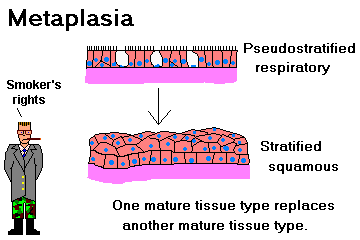 Metaplasia
Pseudostratified
respiratory
Smoker's
rights
Stratified
squamous
One mature tissue type replaces
another mature tissue type.